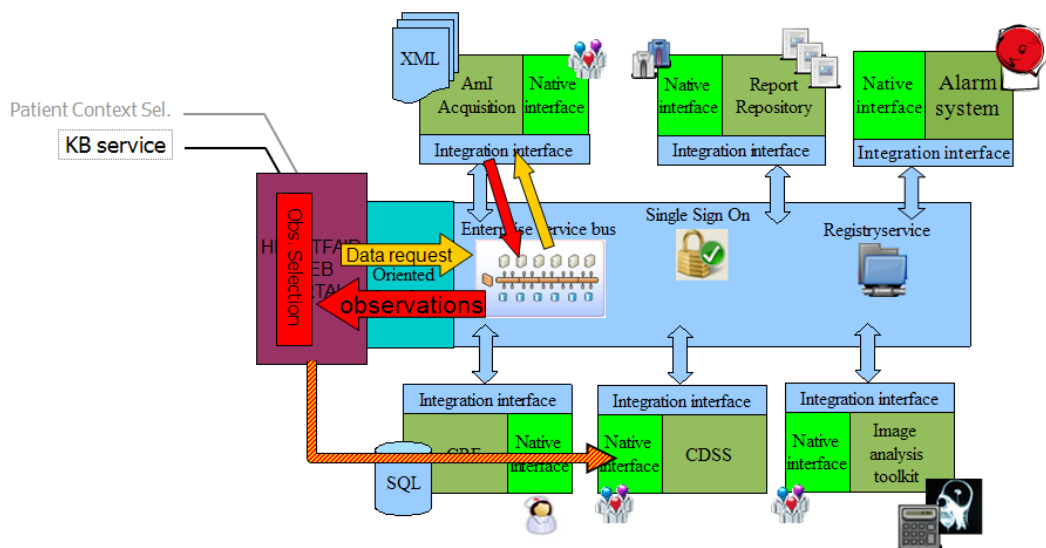 XML
AmI
Acquisition
Native
interface
Integration interface
Native
interface
Report
Repository
Integration interface
Native
interface
Alarm
system
Integration interface
Patient Context Sel.
KB service
Obs. Selection
Data request
Oriented
observations
Enterprise service bus
Single Sign On
Registryservice
Integration interface
Native
interface
SQL
Integration interface
Native
interface
CDSS
Integration interface
Native
interface
Image
analysis
toolkit